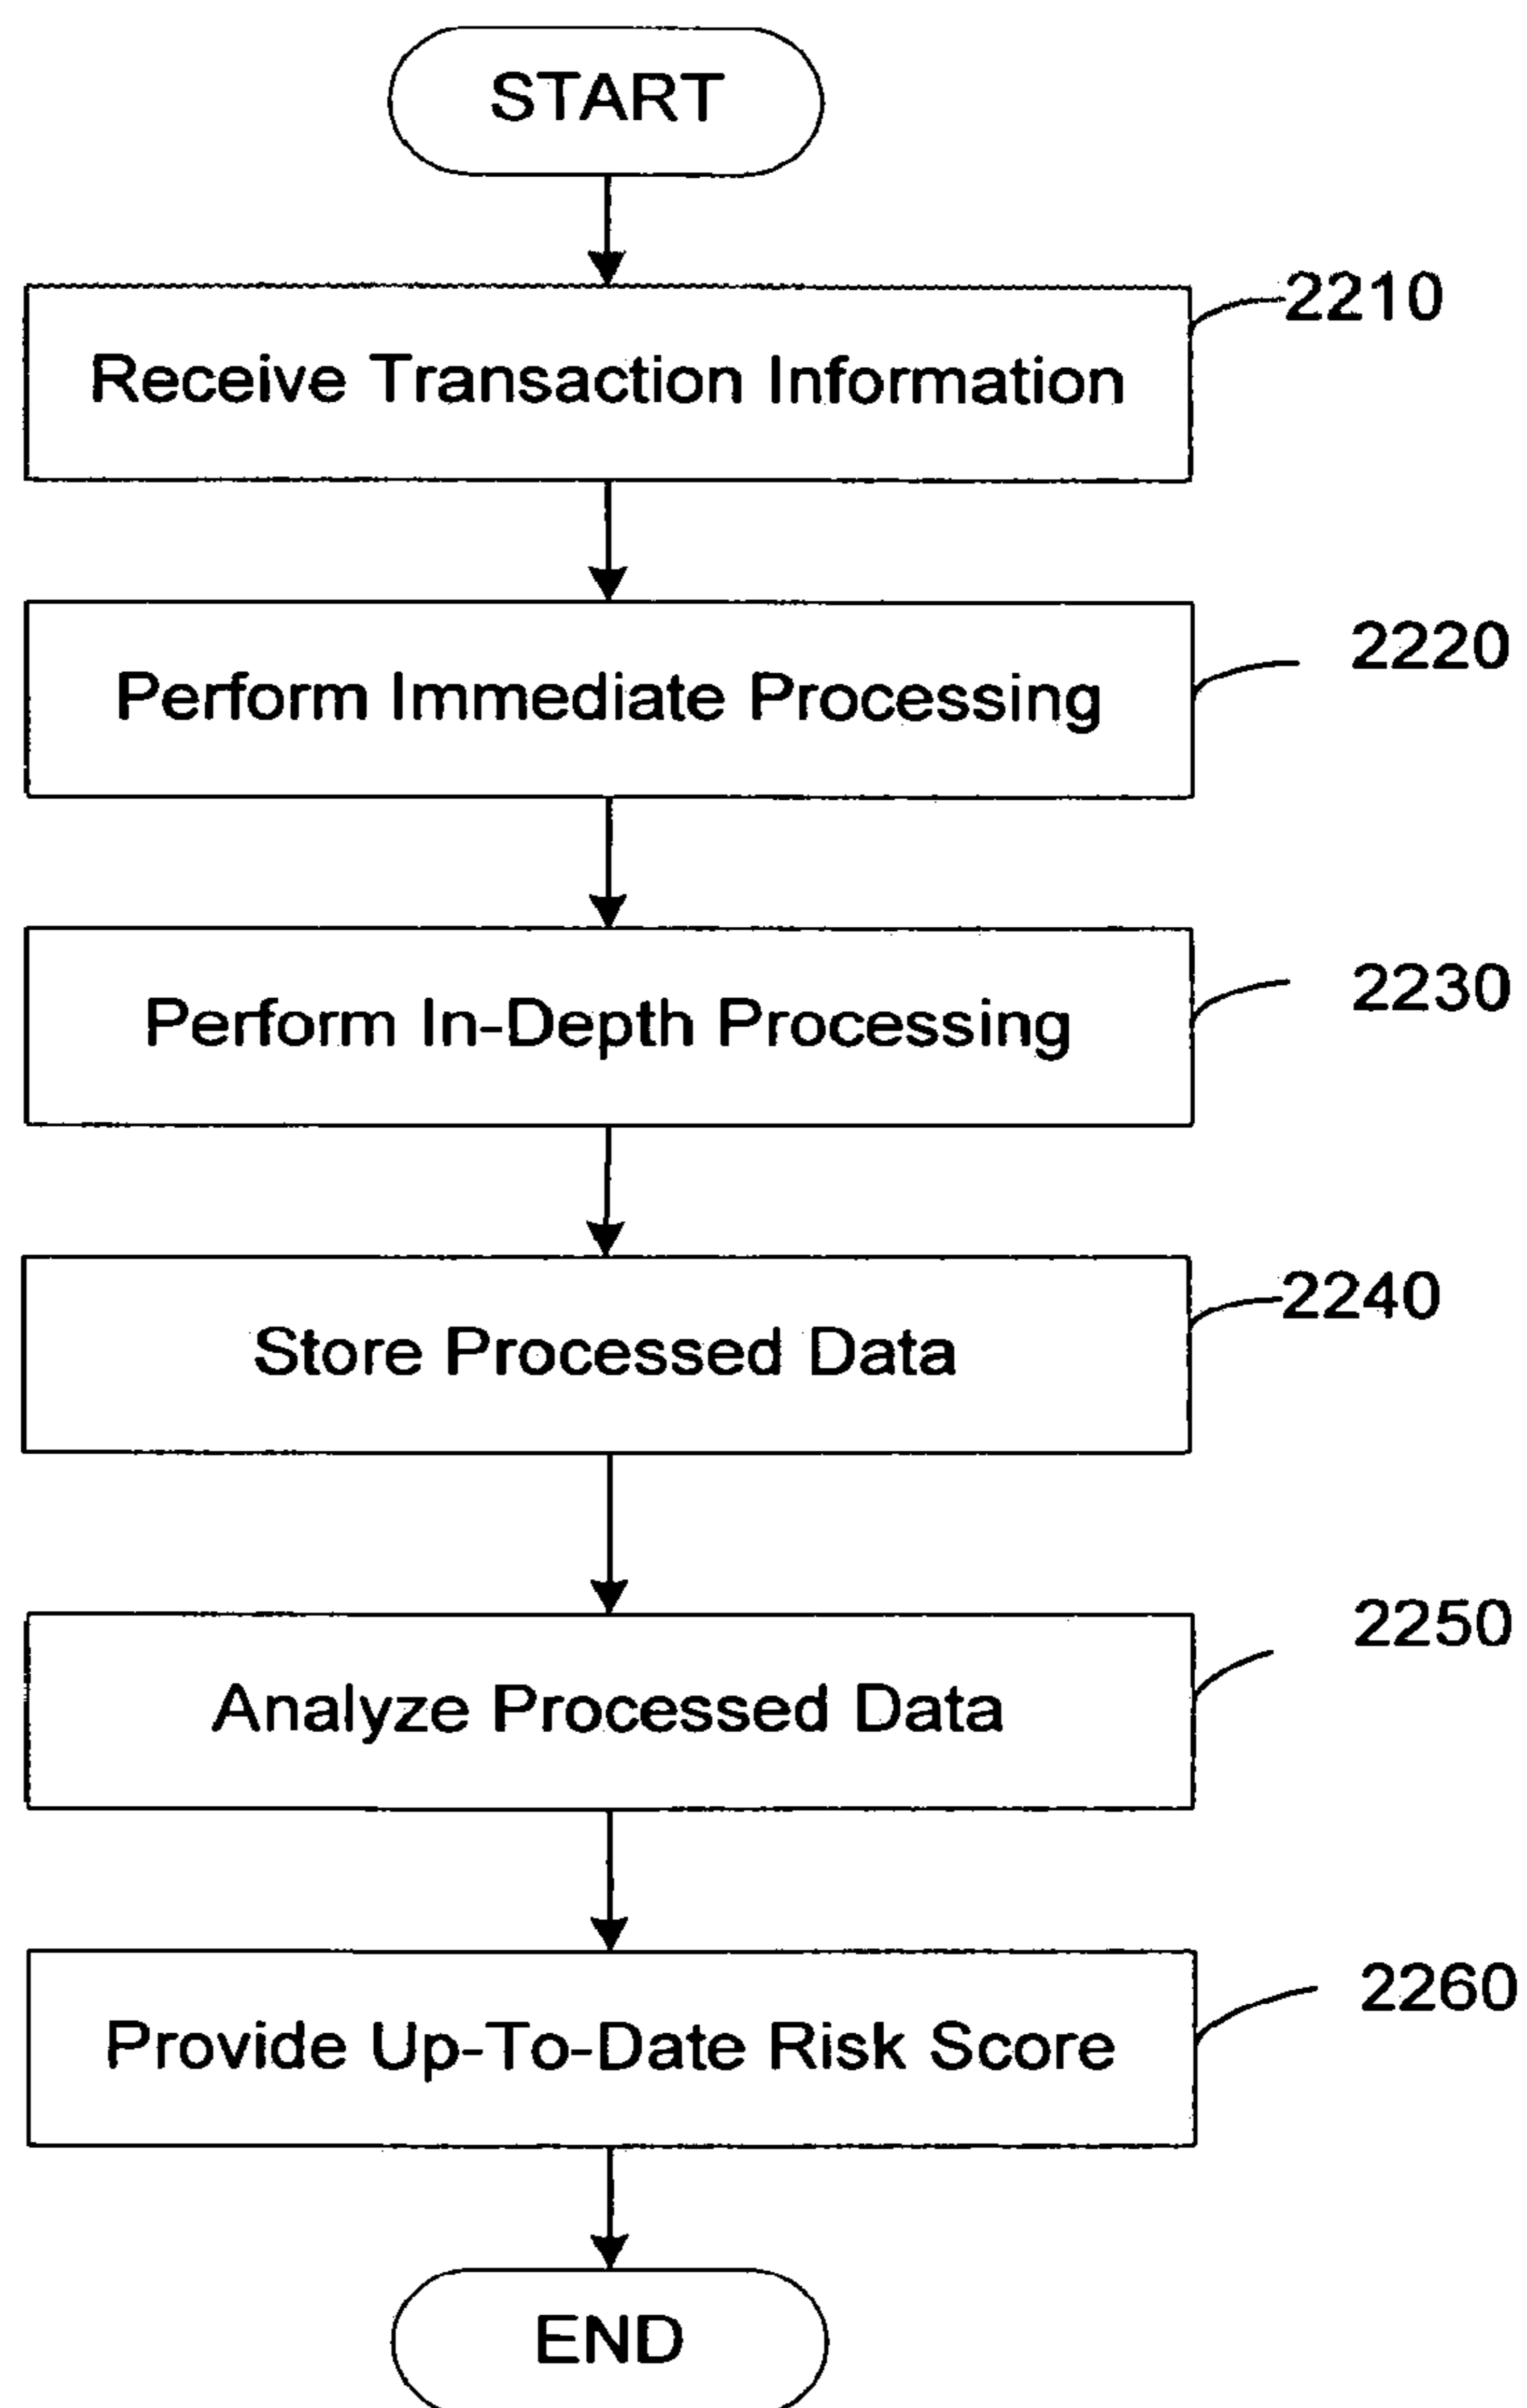 START
2210
Receive Transaction Information
2220
Perform Immediate Processing
2230
Perform In-Depth Processing
2240
Store Processed Data
2250
Analyze Processed Data
2260
Provide Up-To-Date Risk Score
END